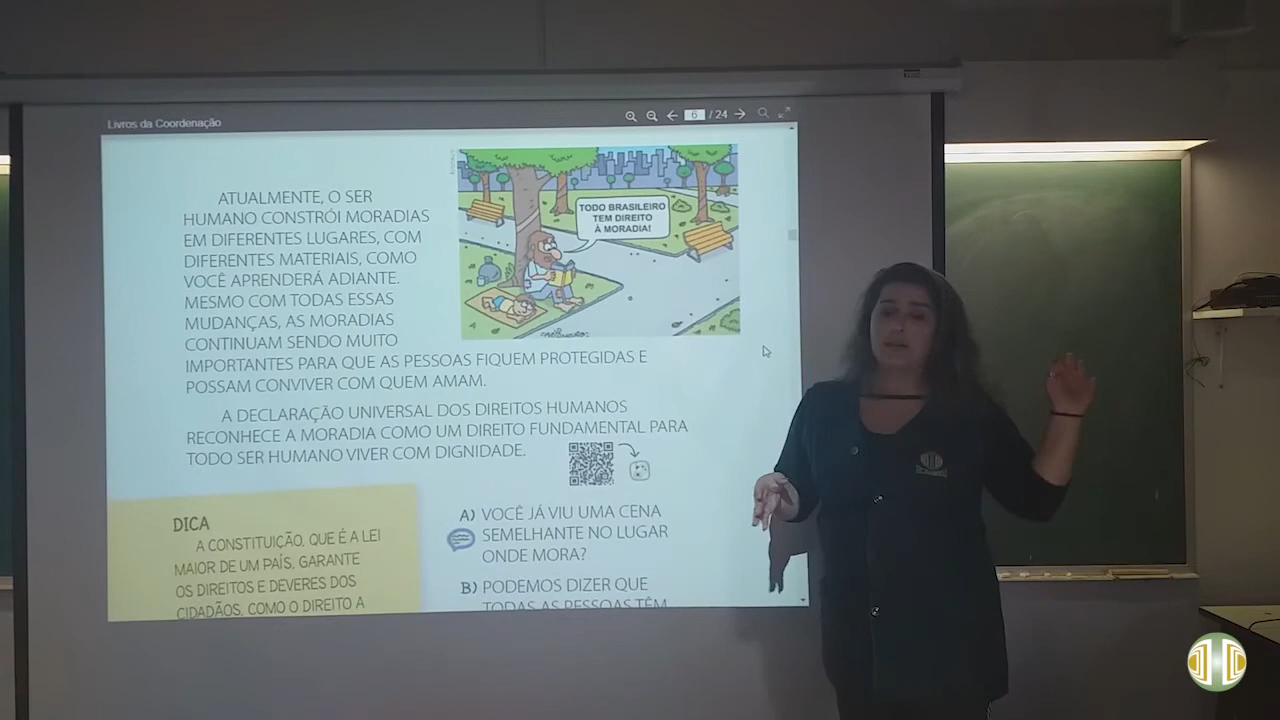 Livros da Coordenação
6 / 24
ATUALMENTE, O SER
HUMANO CONSTRÓI MORADIAS
EM DIFERENTES LUGARES, COM
DIFERENTES MATERIAIS, COMO
VOCÊ APRENDERÁ ADIANTE.
MESMO COM TODAS ESSAS
MUDANÇAS, AS MORADIAS
CONTINUAM SENDO MUITO
IMPORTANTES PARA QUE AS PESSOAS FIQUEM PROTEGIDAS E
POSSAM CONVIVER COM QUEM AMAM.
TODO BRASILEIRO
TEM DIREITO
À MORADIA!
A DECLARAÇÃO UNIVERSAL DOS DIREITOS HUMANOS
RECONHECE A MORADIA COMO UM DIREITO FUNDAMENTAL PARA
TODO SER HUMANO VIVER COM DIGNIDADE.
DICA
A CONSTITUIÇÃO, QUE É A LEI
MAIOR DE UM PAÍS, GARANTE
OS DIREITOS E DEVERES DOS
CIDADÃOS, COMO O DIREITO A
A) VOCÊ JÁ VIU UMA CENA
SEMELHANTE NO LUGAR
ONDE MORA?
B) PODEMOS DIZER QUE
TODAS AS PESSOAS TÊM